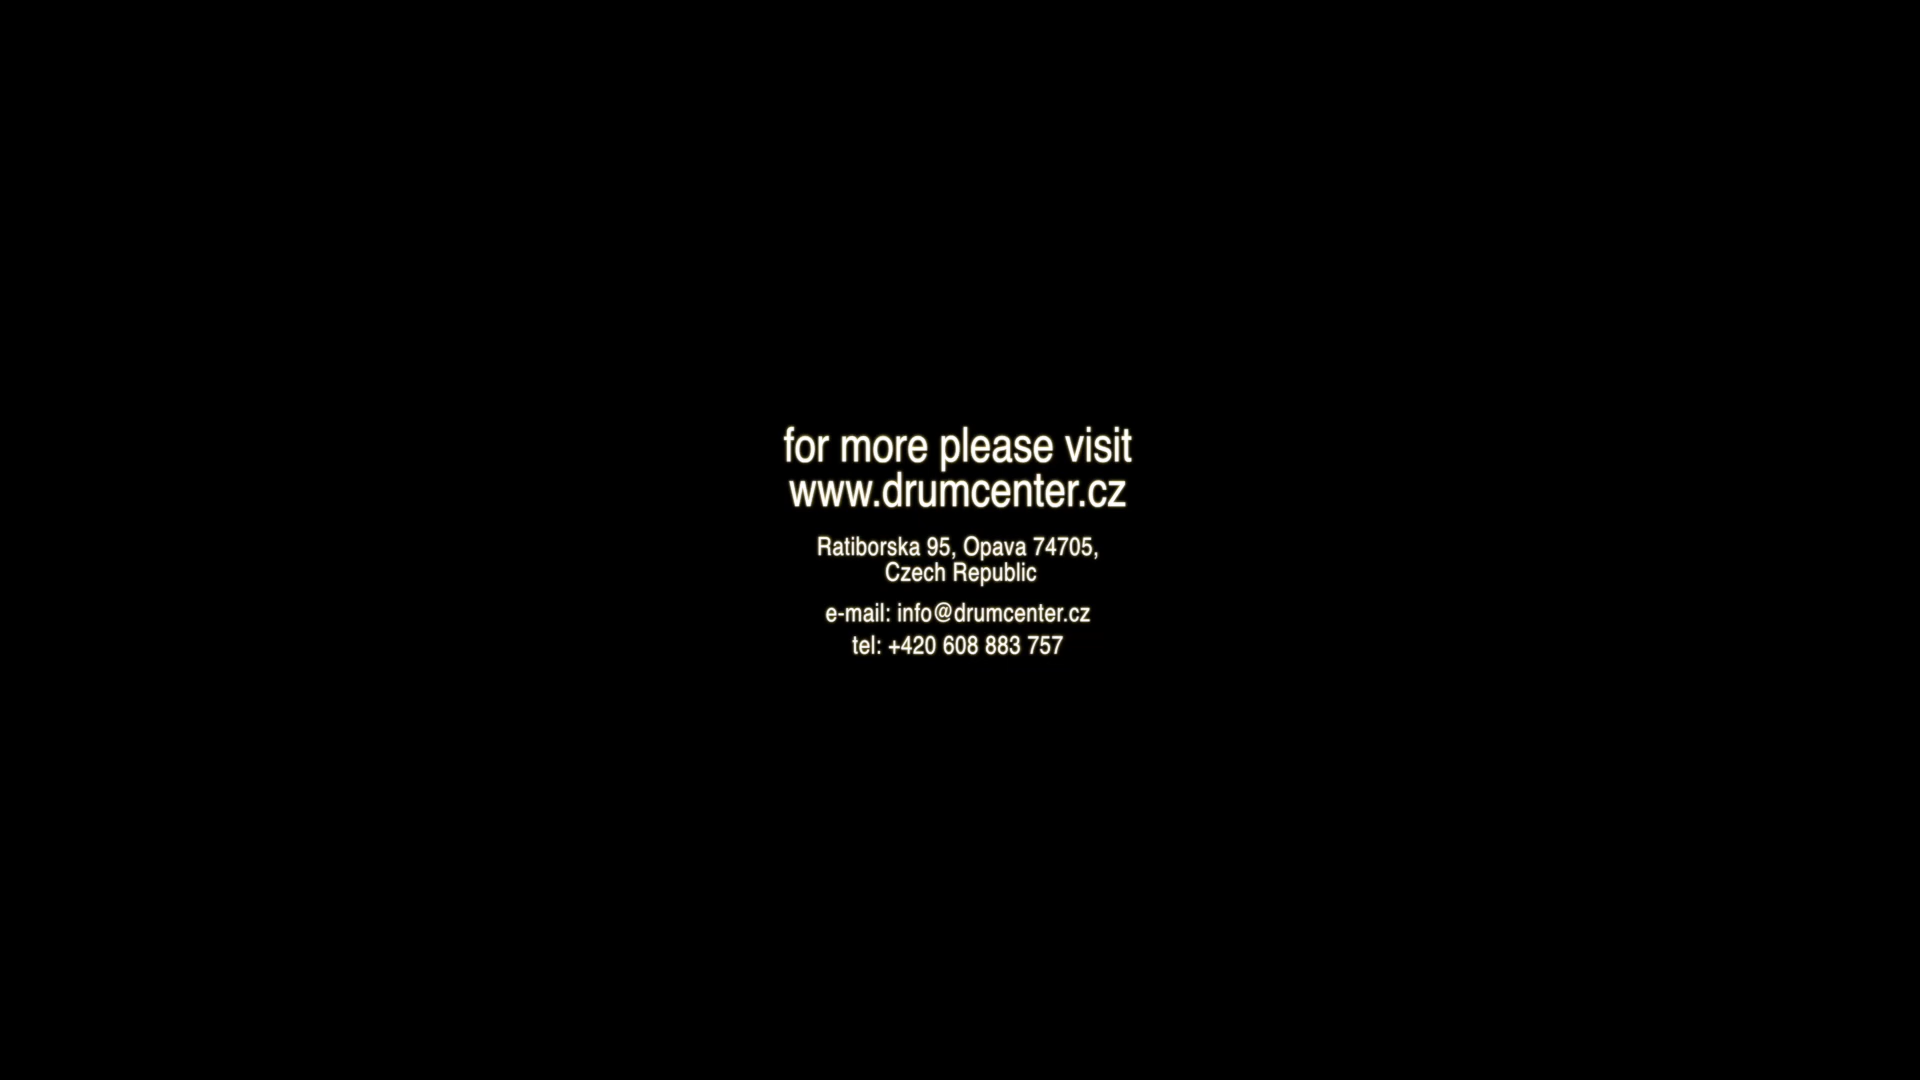 for more please visit
www.drumcenter.cz
Ratiborska 95, Opava 74705,
Czech Republic
e-mail: info@drumcenter.cz
tel: +420 608 883 757